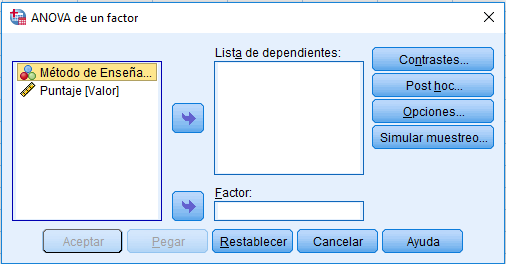 ANOVA de un factor
Lista de dependientes:
Método de Enseña...
Puntaje [Valor]
Contrastes...
Post hoc...
Opciones...
Simular muestreo...
Factor:
Aceptar
Pegar
Restablecer
Cancelar
Ayuda